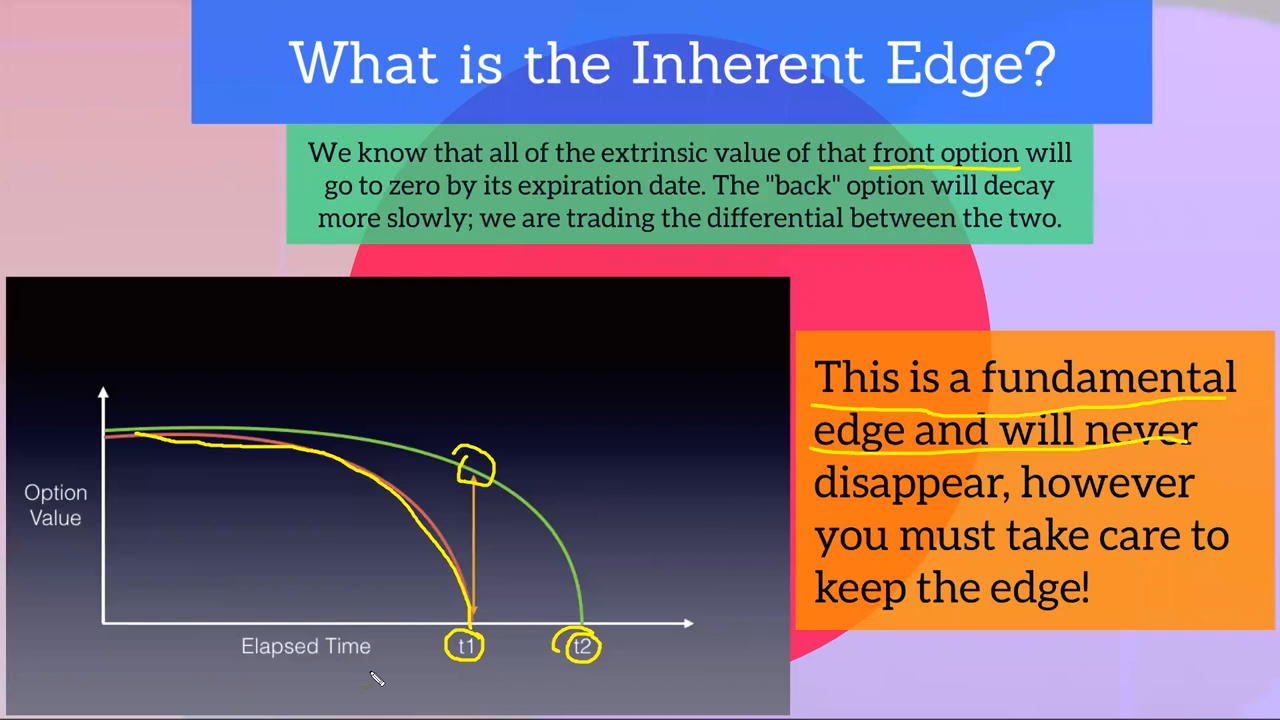 What is the Inherent Edge?
We know that all of the extrinsic value of that front option will
go to zero by its expiration date. The "back" option will decay
more slowly; we are trading the differential between the two.
This is a fundamental
edge and will never
disappear, however
you must take care to
keep the edge!
Option
Value
Elapsed Time
t1
t2